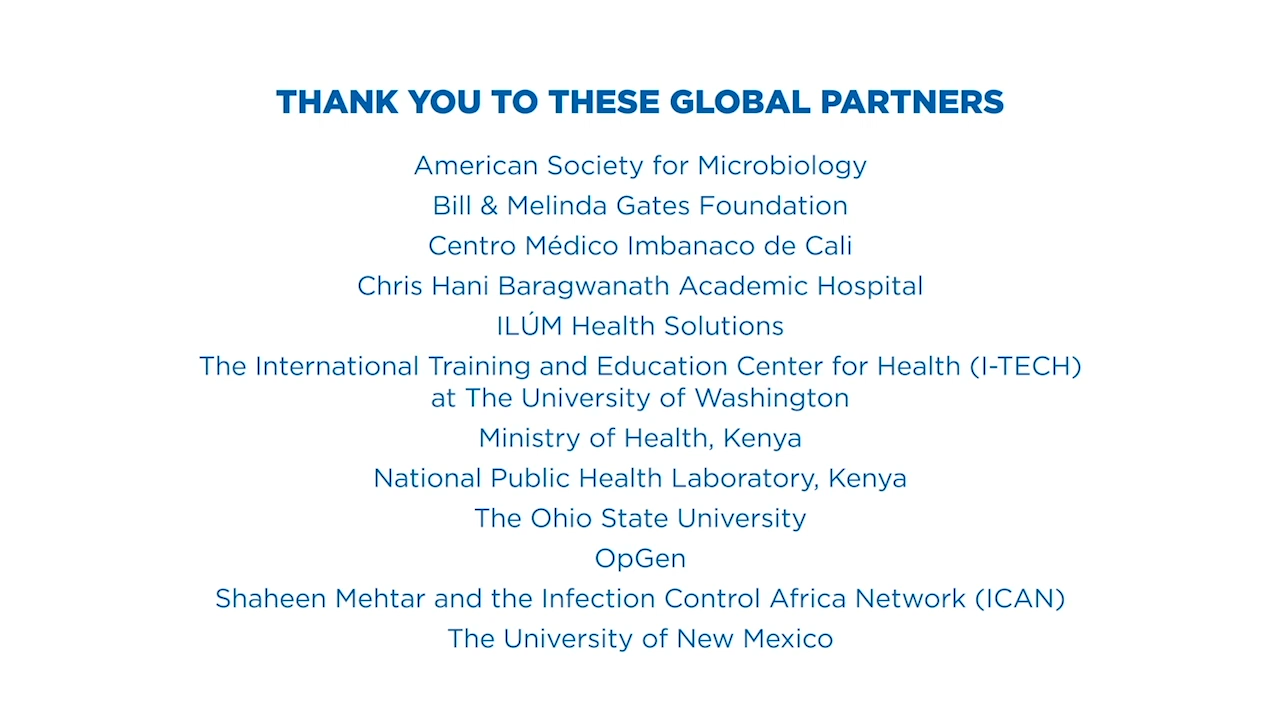 THANK YOU TO THESE GLOBAL PARTNERS
American Society for Microbiology
Bill & Melinda Gates Foundation
Centro Médico Imbanaco de Cali
Chris Hani Baragwanath Academic Hospital
ILÚM Health Solutions
The International Training and Education Center for Health (I-TECH)
at The University of Washington
Ministry of Health, Kenya
National Public Health Laboratory, Kenya
The Ohio State University
OpGen
Shaheen Mehtar and the Infection Control Africa Network (ICAN)
The University of New Mexico